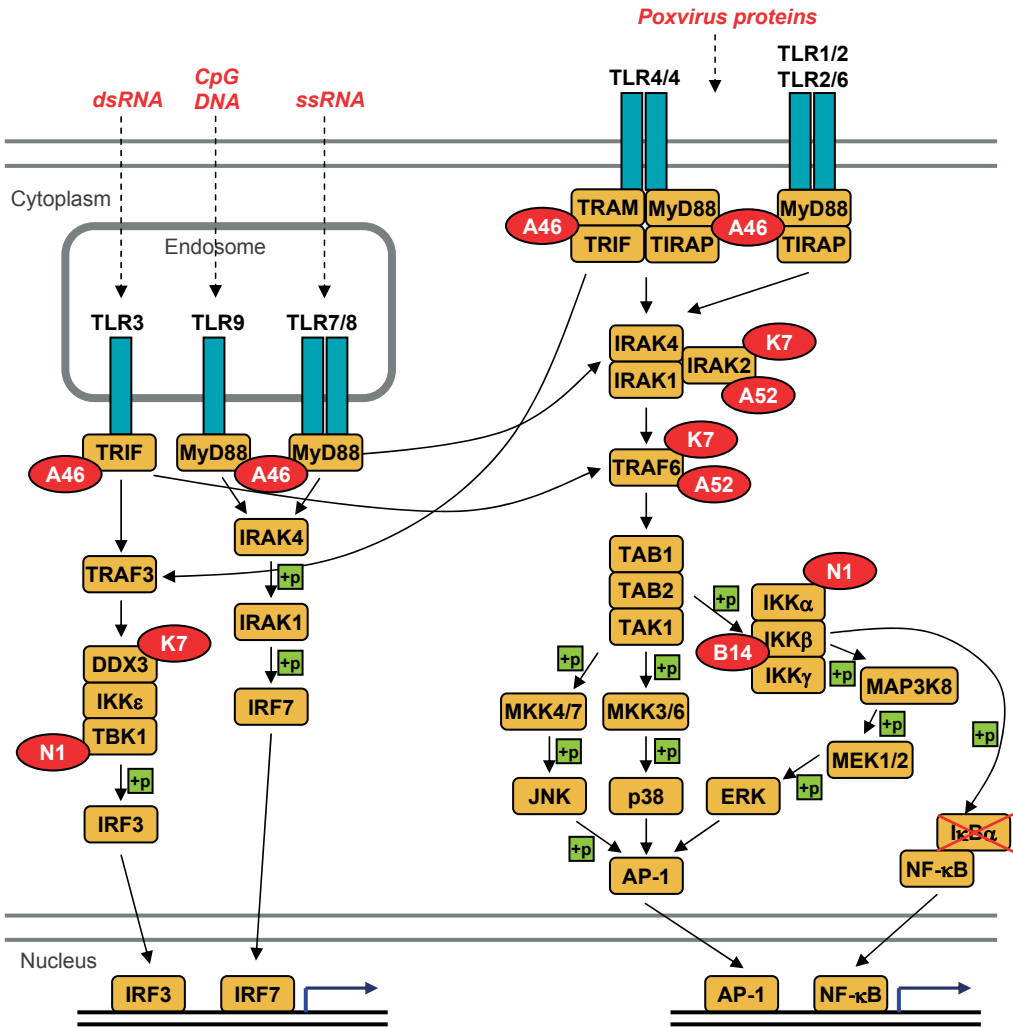 Poxvirus proteins
TLR1/2
TLR2/6
TLR4/4
CpG
DNA
dsRNA
ssRNA
Cytoplasm
TRAM
MyD88
MyD88
A46
A46
TRIF
TIRAP
TIRAP
Endosome
TLR3
TLR9
TLR7/8
IRAK4
K7
IRAK2
IRAK1
A52
K7
TRIF
MyD88
MyD88
TRAF6
A46
A46
A52
IRAK4
TAB1
N1
TRAF3
+p
TAB2
+p
IKKα
IRAK1
TAK1
IKKβ
K7
B14
DDX3
+p
+p
+p
IKKγ
+p
MAP3K8
IKKε
IRF7
MKK4/7
MKK3/6
TBK1
+p
+p
N1
+p
+p
MEK1/2
+p
+p
JNK
p38
ERK
IRF3
IκBα
+p
NF-κB
AP-1
Nucleus
IRF3
IRF7
AP-1
NF-κB